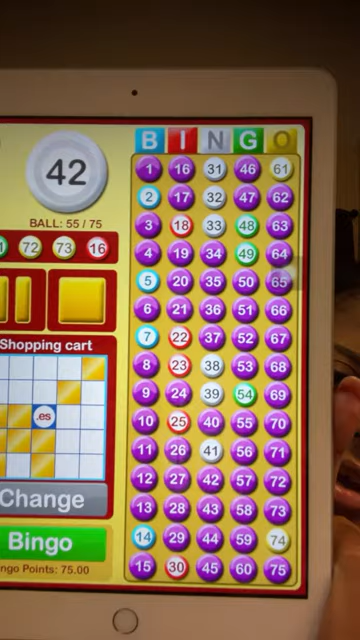 B I N G O
42
BALL: 55 / 75
72 73 16
Shopping cart
.es
Change
Bingo
ngo Points: 75.00
1 16 31 46 61
2 17 32 47 62
3 18 33 48 63
4 19 34 49 64
5 20 35 50 65
6 21 36 51 66
7 22 37 52 67
8 23 38 53 68
9 24 39 54 69
10 25 40 55 70
11 26 41 56 71
12 27 42 57 72
13 28 43 58 73
14 29 44 59 74
15 30 45 60 75